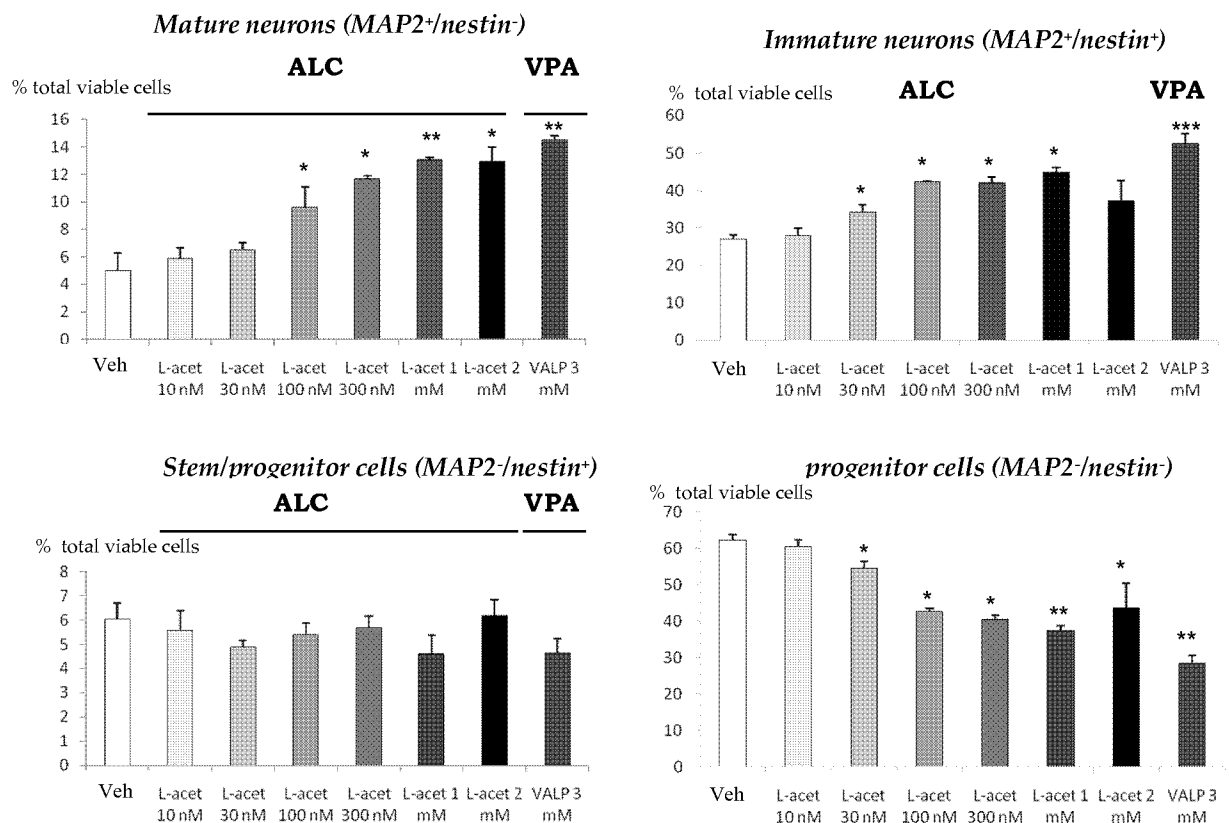 Mature neurons (MAP2+/nestin-)
ALC VPA
% total viable cells
16
14
12
10
8
6
4
2
0
* * ** * **
Veh L-acet 10 nM L-acet 30 nM L-acet 100 nM L-acet 300 nM L-acet 1 mM L-acet 2 mM VALP 3 mM
Immature neurons (MAP2+/nestin+)
% total viable cells ALC VPA
60
50
40
30
20
10
0
* * * * ***
Veh L-acet 10 nM L-acet 30 nM L-acet 100 nM L-acet 300 nM L-acet 1 mM L-acet 2 mM VALP 3 mM
Stem/progenitor cells (MAP2-/nestin+)
ALC VPA
% total viable cells
8
7
6
5
4
3
2
1
0
Veh L-acet 10 nM L-acet 30 nM L-acet 100 nM L-acet 300 nM L-acet 1 mM L-acet 2 mM VALP 3 mM
progenitor cells (MAP2-/nestin-)
% total viable cells
70
60
50
40
30
20
10
0
* * * ** * **
Veh L-acet 10 nM L-acet 30 nM L-acet 100 nM L-acet 300 nM L-acet 1 mM L-acet 2 mM VALP 3 mM